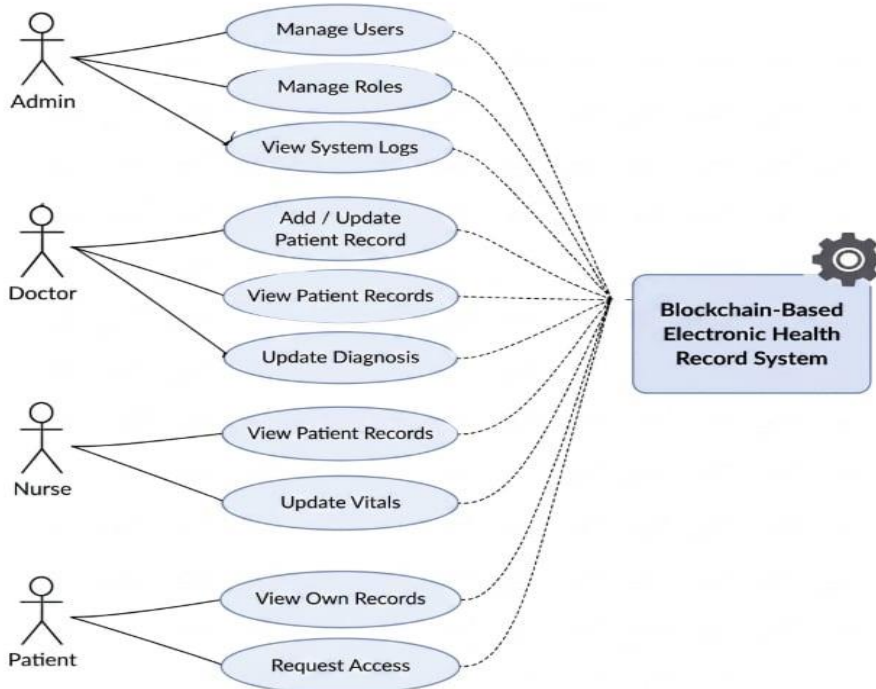 Manage Users
Manage Roles
View System Logs
Admin
Add / Update
Patient Record
View Patient Records
Update Diagnosis
Doctor
View Patient Records
Update Vitals
Nurse
View Own Records
Request Access
Patient
Blockchain-Based
Electronic Health
Record System